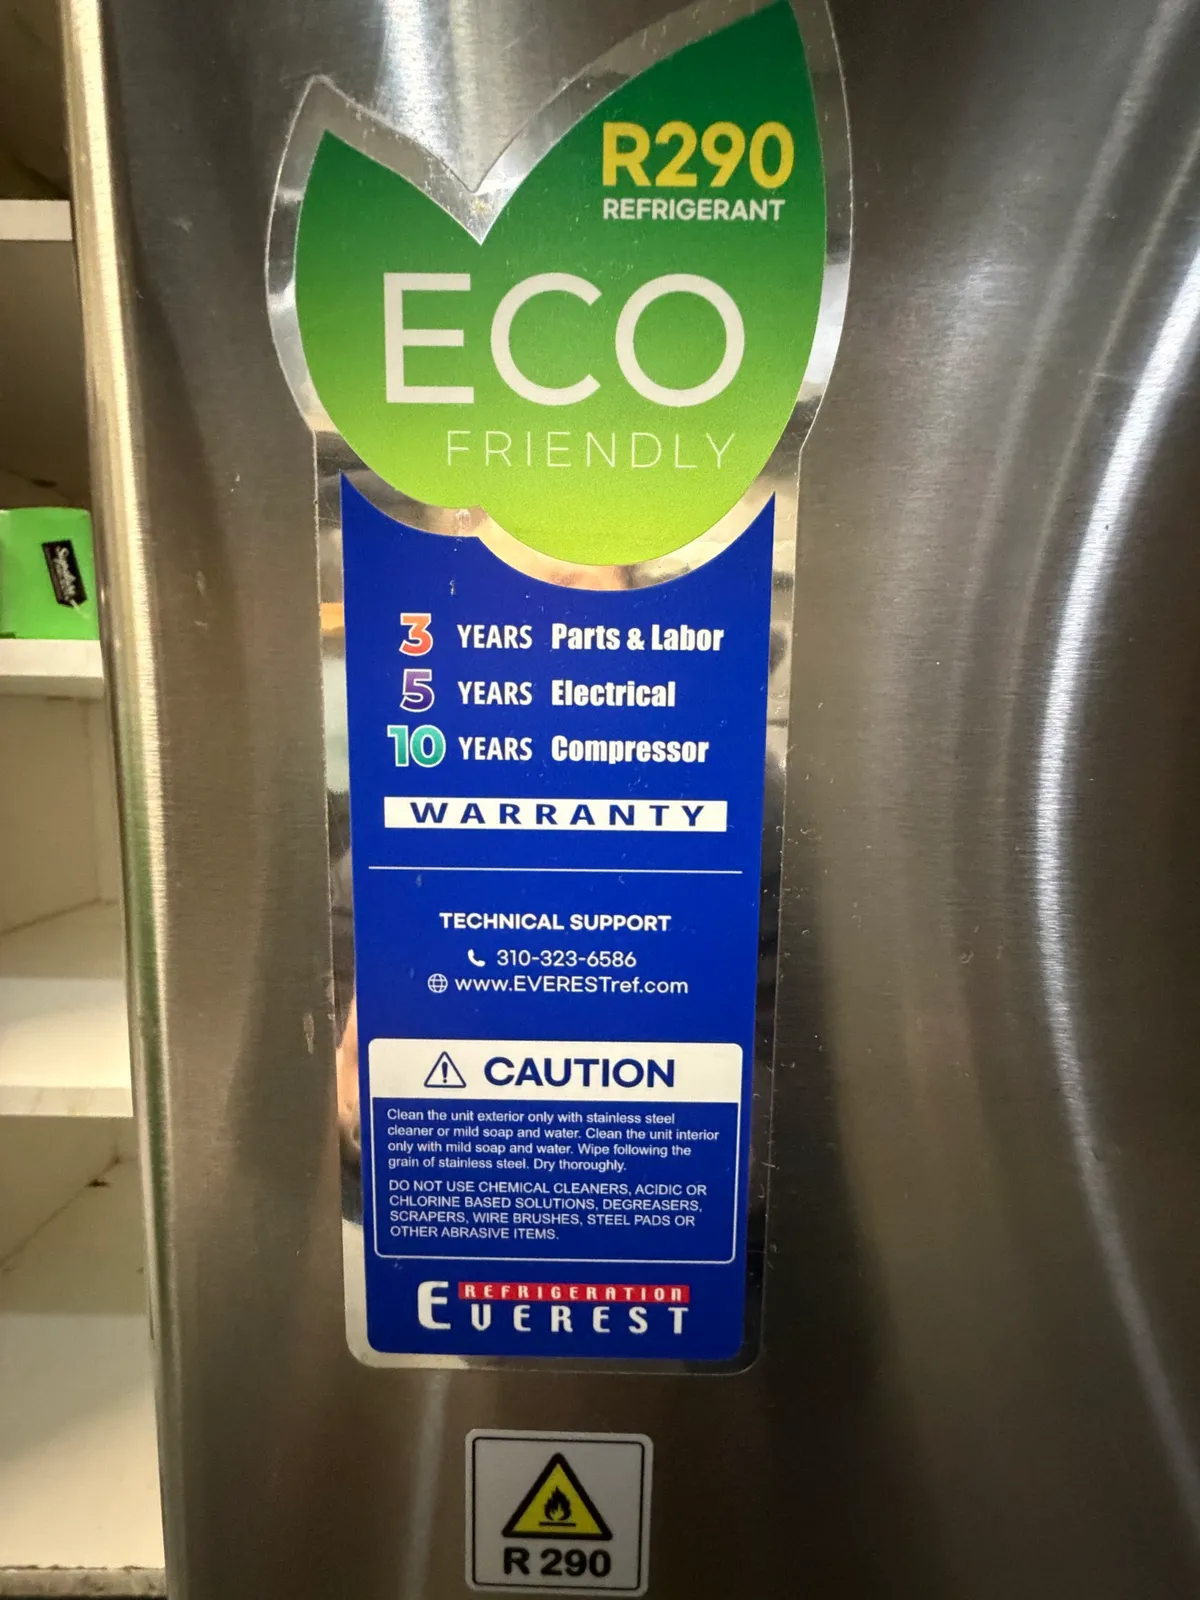 R290
REFRIGERANT
ECO
FRIENDLY
3 YEARS Parts & Labor
5 YEARS Electrical
10 YEARS Compressor
WARRANTY
TECHNICAL SUPPORT
310-323-6586
www.EVERESTref.com
CAUTION
Clean the unit exterior only with stainless steel
cleaner or mild soap and water. Clean the unit interior
only with mild soap and water. Wipe following the
grain of stainless steel. Dry thoroughly.
DO NOT USE CHEMICAL CLEANERS, ACIDIC OR
CHLORINE BASED SOLUTIONS, DEGREASERS,
SCRAPERS, WIRE BRUSHES, STEEL PADS OR
OTHER ABRASIVE ITEMS.
REFRIGERATION
EVEREST
R 290